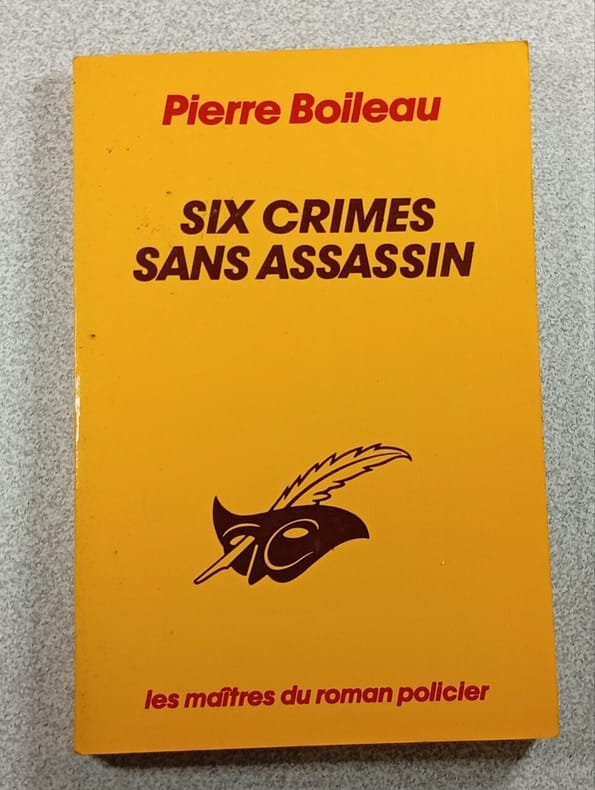 Pierre Boileau
SIX CRIMES
SANS ASSASSIN
les maîtres du roman policier